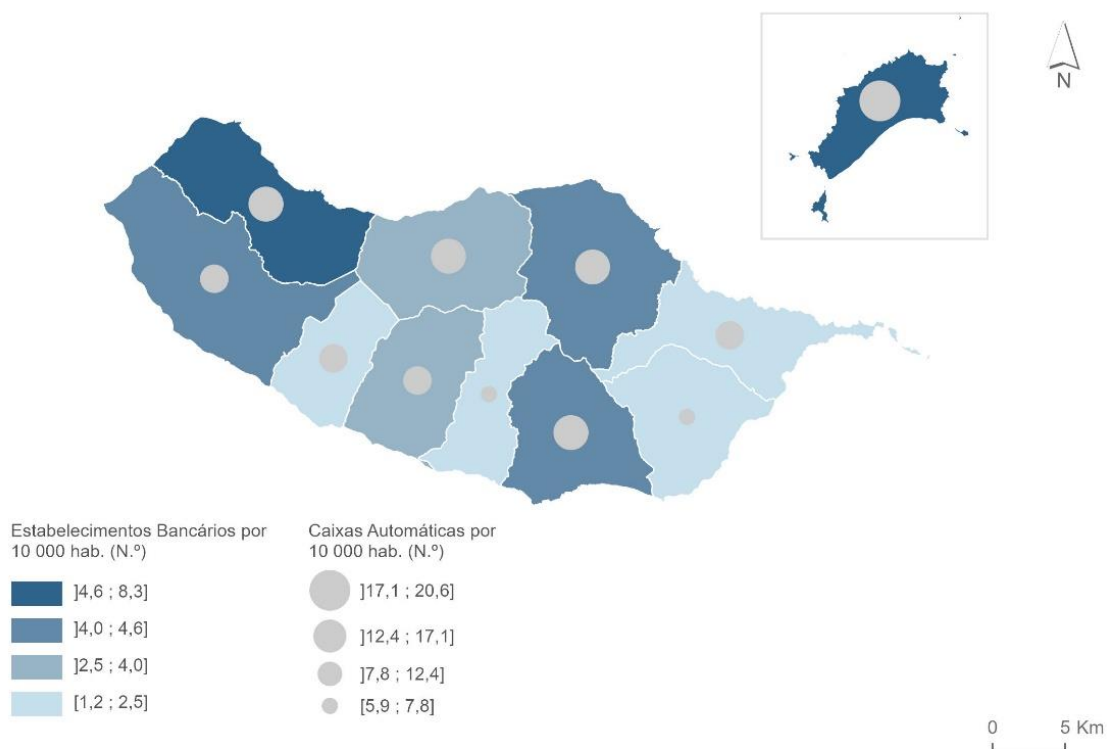 N
Estabelecimentos Bancários por
10 000 hab. (N.º)
]4,6 ; 8,3]
]4,0 ; 4,6]
]2,5 ; 4,0]
[1,2 ; 2,5]
Caixas Automáticas por
10 000 hab. (N.º)
]17,1 ; 20,6]
]12,4 ; 17,1]
]7,8 ; 12,4]
[5,9 ; 7,8]
0 5 Km